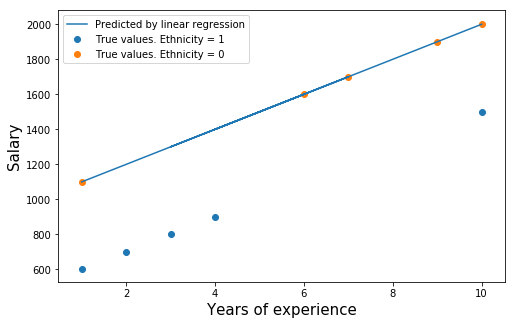 Predicted by linear regression
True values. Ethnicity = 1
True values. Ethnicity = 0
2000
1800
1600
1400
1200
1000
800
600
Salary
2 4 6 8 10
Years of experience